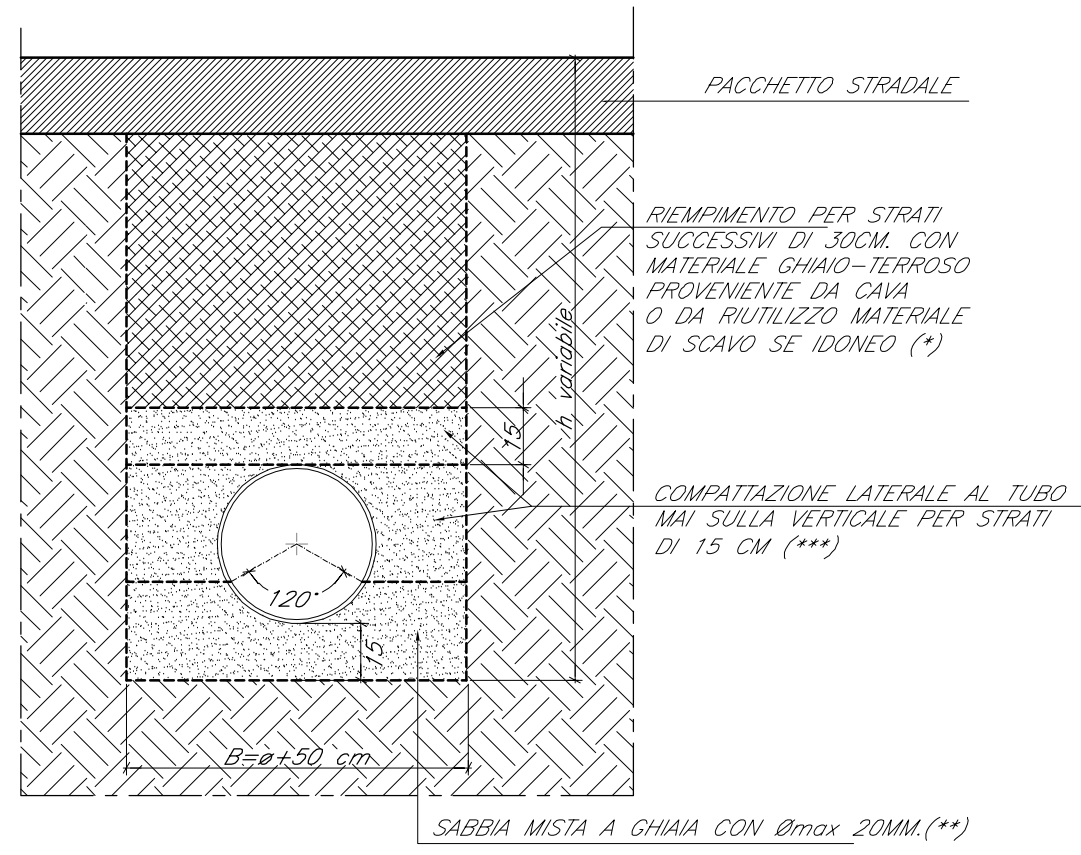 PACCHETTO STRADALE
RIEMPIMENTO PER STRATI
SUCCESSIVI DI 30CM. CON
MATERIALE GHIAIO-TERROSO
PROVENIENTE DA CAVA
O DA RIUTILIZZO MATERIALE
DI SCAVO SE IDONEO (*)
h. variabile
15
COMPATTAZIONE LATERALE AL TUBO
MAI SULLA VERTICALE PER STRATI
DI 15 CM (***)
120°
15
B=ø+50 cm
SABBIA MISTA A GHIAIA CON Ømax 20MM.(**)